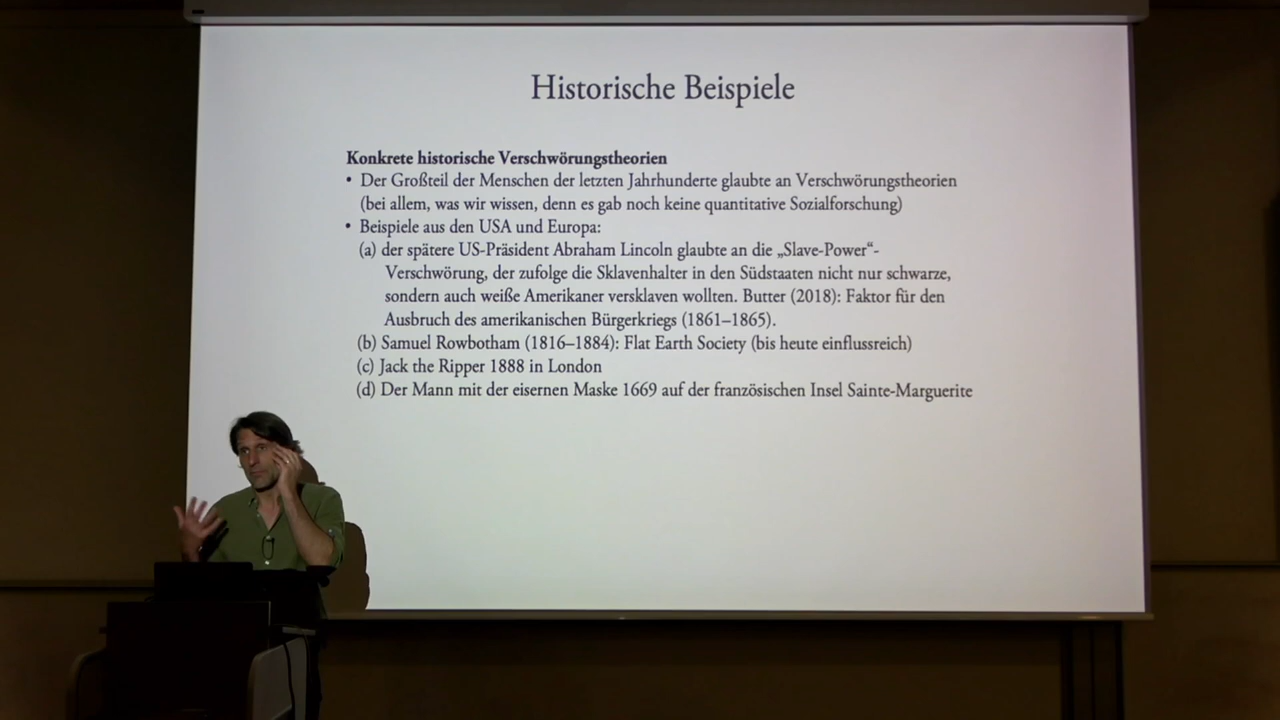 Historische Beispiele
Konkrete historische Verschwörungstheorien
• Der Großteil der Menschen der letzten Jahrhunderte glaubte an Verschwörungstheorien
(bei allem, was wir wissen, denn es gab noch keine quantitative Sozialforschung)
• Beispiele aus den USA und Europa:
(a) der spätere US-Präsident Abraham Lincoln glaubte an die „Slave-Power“-
Verschwörung, der zufolge die Sklavenhalter in den Südstaaten nicht nur schwarze,
sondern auch weiße Amerikaner versklaven wollten. Butter (2018): Faktor für den
Ausbruch des amerikanischen Bürgerkriegs (1861–1865).
(b) Samuel Rowbotham (1816–1884): Flat Earth Society (bis heute einflussreich)
(c) Jack the Ripper 1888 in London
(d) Der Mann mit der eisernen Maske 1669 auf der französischen Insel Sainte-Marguerite